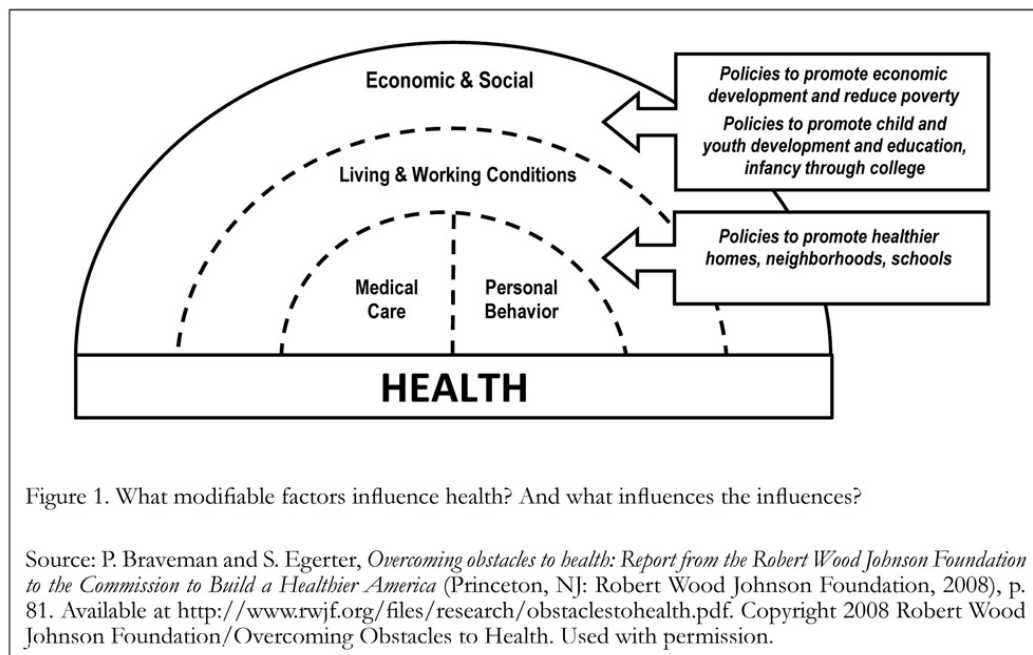 Economic & Social
Policies to promote economic
development and reduce poverty
Policies to promote child and
youth development and education,
infancy through college
Living & Working Conditions
Policies to promote healthier
homes, neighborhoods, schools
Medical
Care
Personal
Behavior
HEALTH
Figure 1. What modifiable factors influence health? And what influences the influences?
Source: P. Braveman and S. Egerter, Overcoming obstacles to health: Report from the Robert Wood Johnson Foundation
to the Commission to Build a Healthier America (Princeton, NJ: Robert Wood Johnson Foundation, 2008), p.
81. Available at http://www.rwjf.org/files/research/obstaclestohealth.pdf. Copyright 2008 Robert Wood
Johnson Foundation/Overcoming Obstacles to Health. Used with permission.